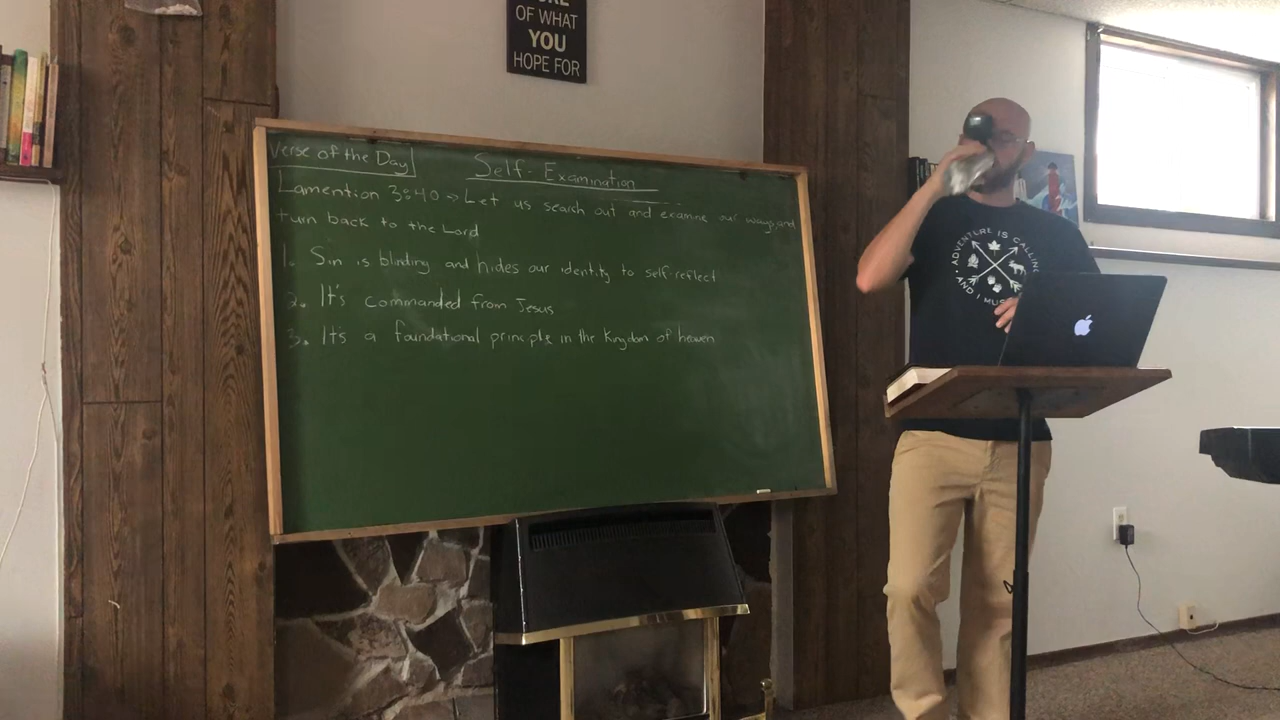 OF WHAT
YOU
HOPE FOR
Verse of the Day
Self-Examination
Lamention 3:40 → Let us search out and examine our ways, and
turn back to the Lord
1. Sin is blinding and hides our identity to self-reflect
2. It's commanded from Jesus
3. It's a foundational principle in the Kingdom of heaven
ADVENTURE IS CALLING
AND I MUS